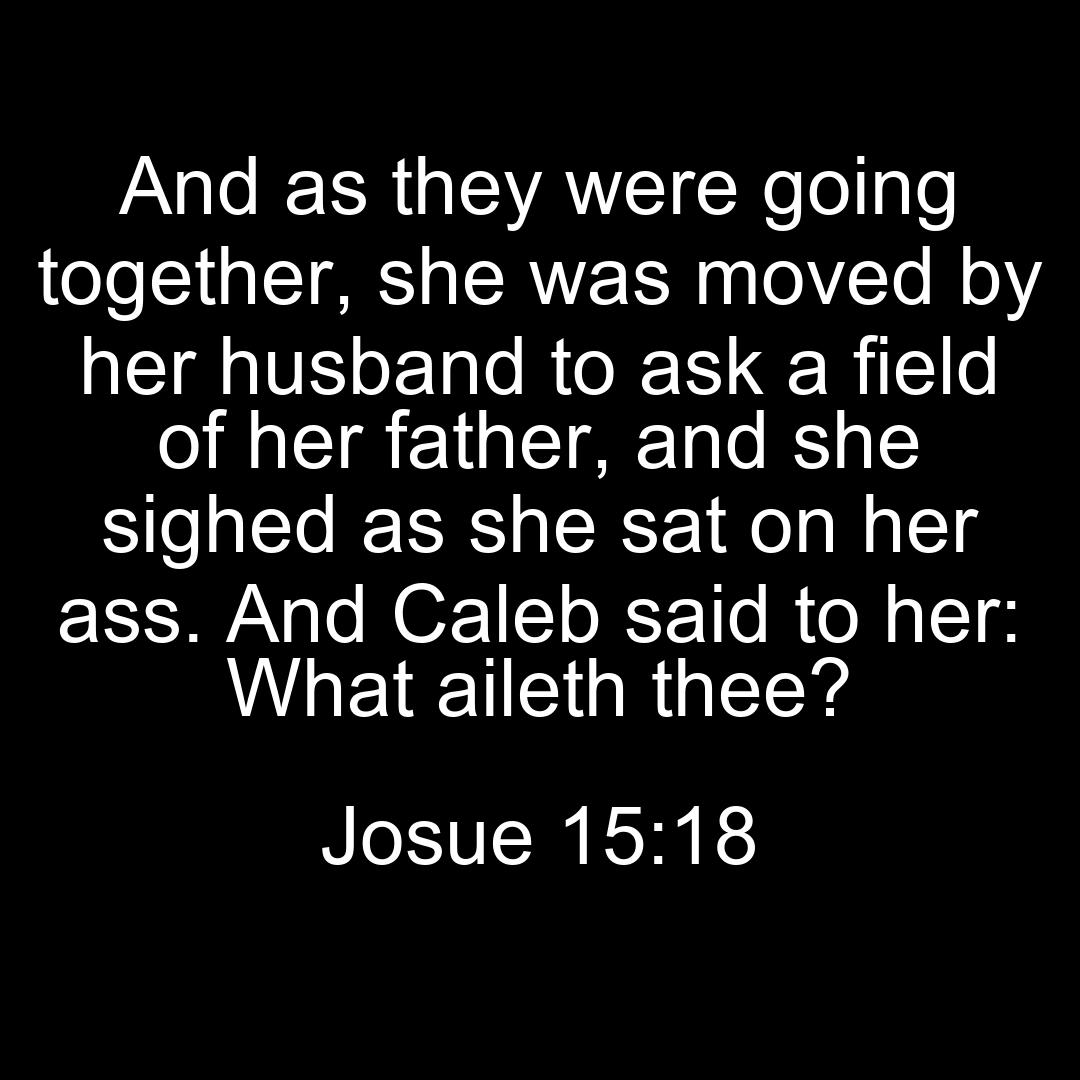 And as they were going
together, she was moved by
her husband to ask a field
of her father, and she
sighed as she sat on her
ass. And Caleb said to her:
What aileth thee?
Josue 15:18